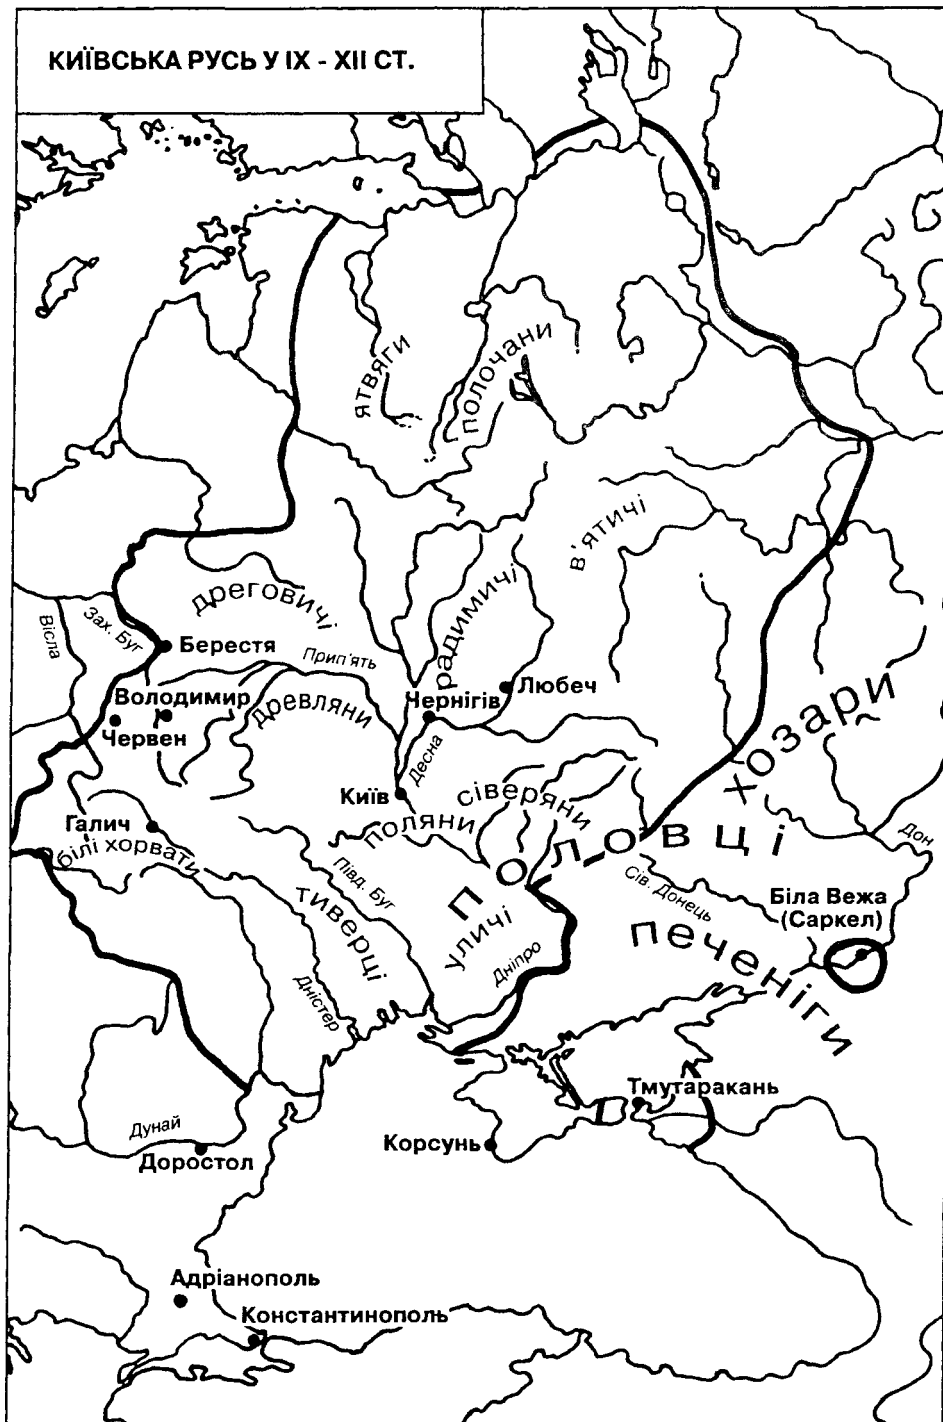 КИЇВСЬКА РУСЬ У IX - XII СТ.
ятвяги
полочани
в'ятичі
дреговичі
радимичі
Вісла
Зах. Буг
Берестя
Прип'ять
Володимир
древляни
Чернігів
Любеч
Червен
Десна
хозари
Київ
сіверяни
поляни
половці
Галич
білі хорвати
Дон
Півд. Буг
тиверці
уличі
Сів. Донець
Біла Вежа
(Саркел)
печеніги
Дніпро
Дністер
Тмутаракань
Дунай
Доростол
Корсунь
Адріанополь
Константинополь